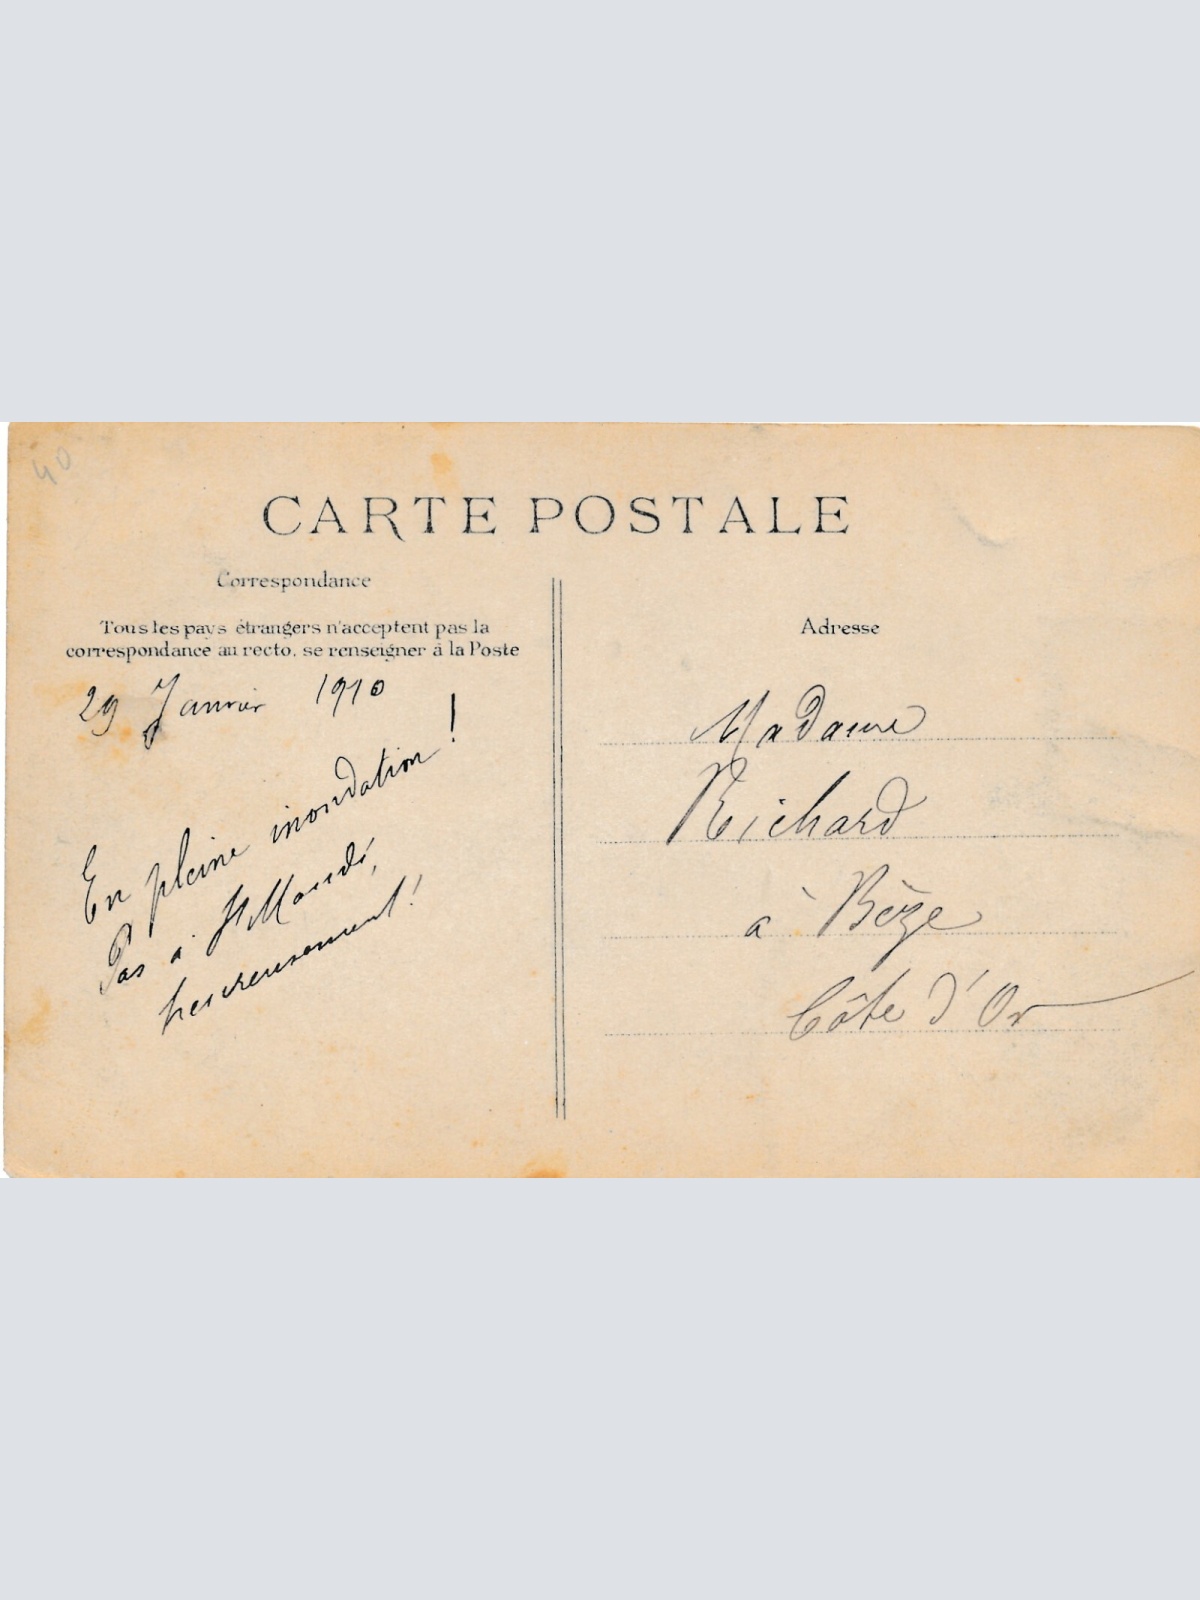 40
CARTE POSTALE
Correspondance
Tous les pays étrangers n'acceptent pas la
correspondance au recto, se renseigner à la Poste
29 Janvier 1910
En pleine inondation !
Pas à St Mandé,
heureusement !
Adresse
Madame
Richard
à Bèze
Côte d'Or